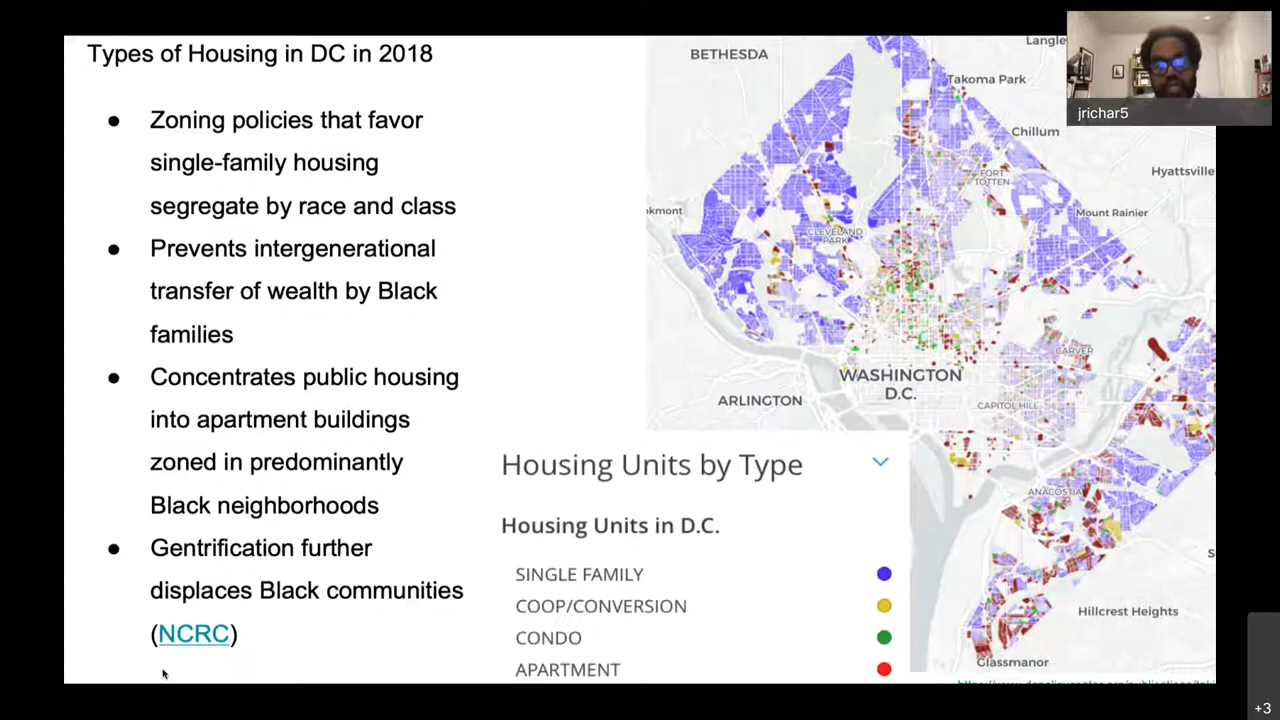 Types of Housing in DC in 2018
● Zoning policies that favor
single-family housing
segregate by race and class
● Prevents intergenerational
transfer of wealth by Black
families
● Concentrates public housing
into apartment buildings
zoned in predominantly
Black neighborhoods
● Gentrification further
displaces Black communities
(NCRC)
BETHESDA
Langle
Takoma Park
Chillum
Hyattsville
FORT
TOTTEN
Mount Rainier
kmont
CLEVELAND
PARK
CARVER
WASHINGTON
D.C.
ARLINGTON
CAPITOL HILL
ANACOSTIA
S
Hillcrest Heights
Glassmanor
Housing Units by Type
Housing Units in D.C.
SINGLE FAMILY
COOP/CONVERSION
CONDO
APARTMENT
jrichar5
+3